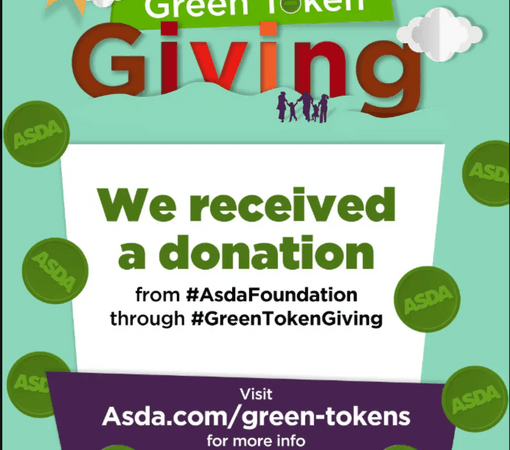 Green Token
Giving
ASDA
ASDA
We received
a donation
ASDA
ASDA
from #AsdaFoundation
through #GreenTokenGiving
ASDA
ASDA
Visit
Asda.com/green-tokens
for more info